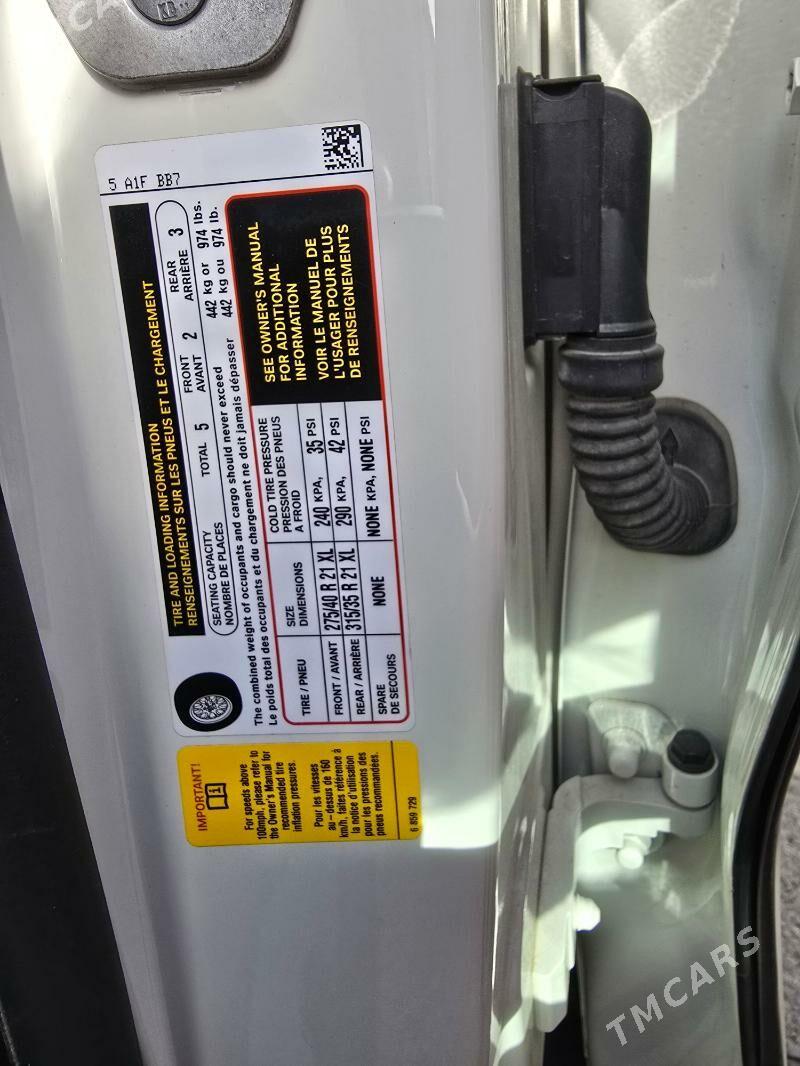 5 A1F BB7
TIRE AND LOADING INFORMATION
RENSEIGNEMENTS SUR LES PNEUS ET LE CHARGEMENT
SEATING CAPACITY
NOMBRE DE PLACES
TOTAL 5
FRONT
AVANT 2
REAR
ARRIÈRE 3
The combined weight of occupants and cargo should never exceed 442 kg or 974 lbs.
Le poids total des occupants et du chargement ne doit jamais dépasser 442 kg ou 974 lb.
TIRE / PNEU
SIZE
DIMENSIONS
COLD TIRE PRESSURE
PRESSION DES PNEUS
A FROID
FRONT / AVANT 275/40 R 21 XL 240 KPA, 35 PSI
REAR / ARRIÈRE 315/35 R 21 XL 290 KPA, 42 PSI
SPARE
DE SECOURS
NONE NONE KPA, NONE PSI
SEE OWNER'S MANUAL
FOR ADDITIONAL
INFORMATION
VOIR LE MANUEL DE
L'USAGER POUR PLUS
DE RENSEIGNEMENTS
IMPORTANT!
For speeds above
100mph, please refer to
the Owner's Manual for
recommended tire
inflation pressures.
Pour les vitesses
au-dessus de 160
km/h, faites référence à
la notice d'utilisation
pour les pressions des
pneus recommandées.
6 859 729
TMCARS